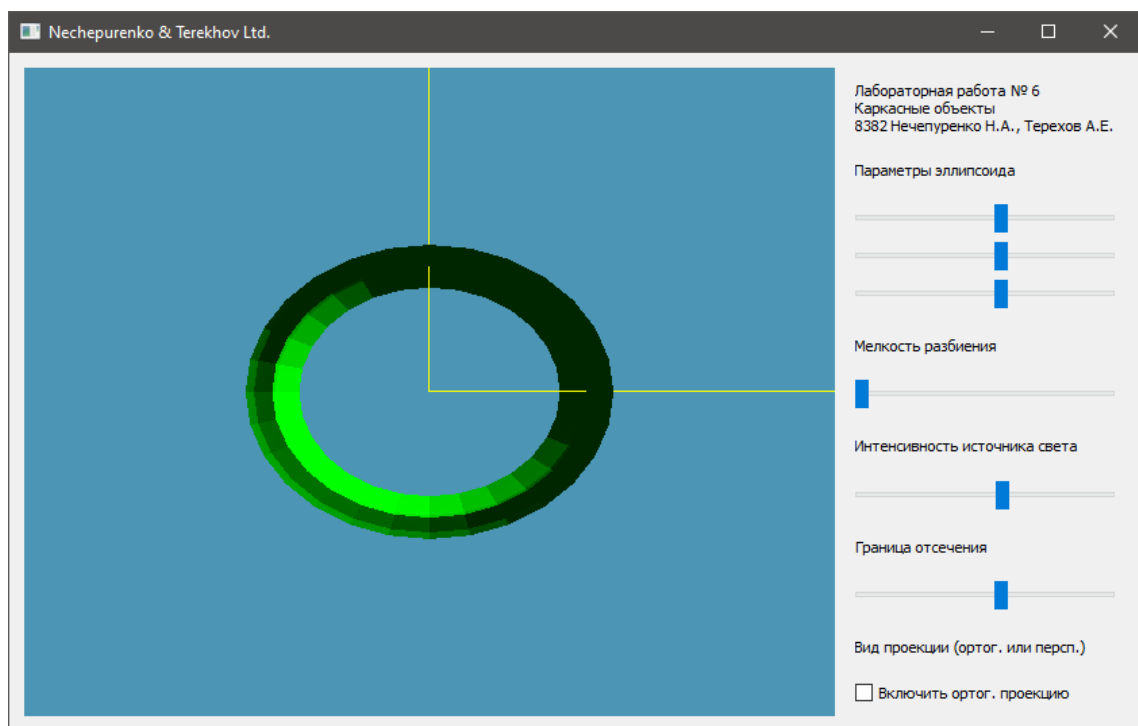 Nechepurenko & Terekhov Ltd.
Лабораторная работа № 6
Каркасные объекты
8382 Нечепуренко Н.А., Терехов А.Е.
Параметры эллипсоида
Мелкость разбиения
Интенсивность источника света
Граница отсечения
Вид проекции (ортог. или персп.)
Включить ортог. проекцию